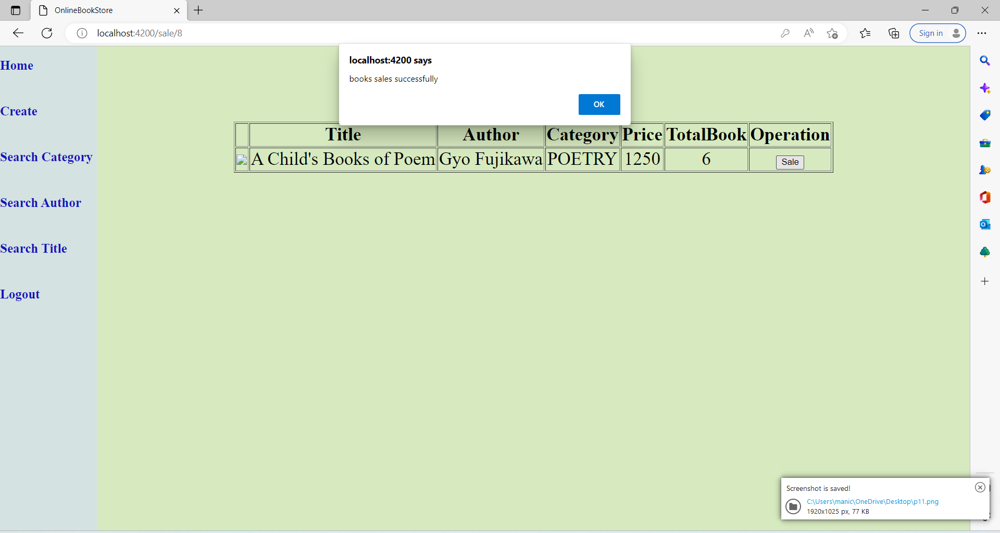 OnlineBookStore
localhost:4200/sale/8
Sign in
localhost:4200 says
books sales successfully
OK
Home
Create
Search Category
Search Author
Search Title
Logout
Title Author Category Price TotalBook Operation
A Child's Books of Poem Gyo Fujikawa POETRY 1250 6 Sale
Screenshot is saved!
C:\Users\manic\OneDrive\Desktop\p11.png
1920x1025 px, 77 KB